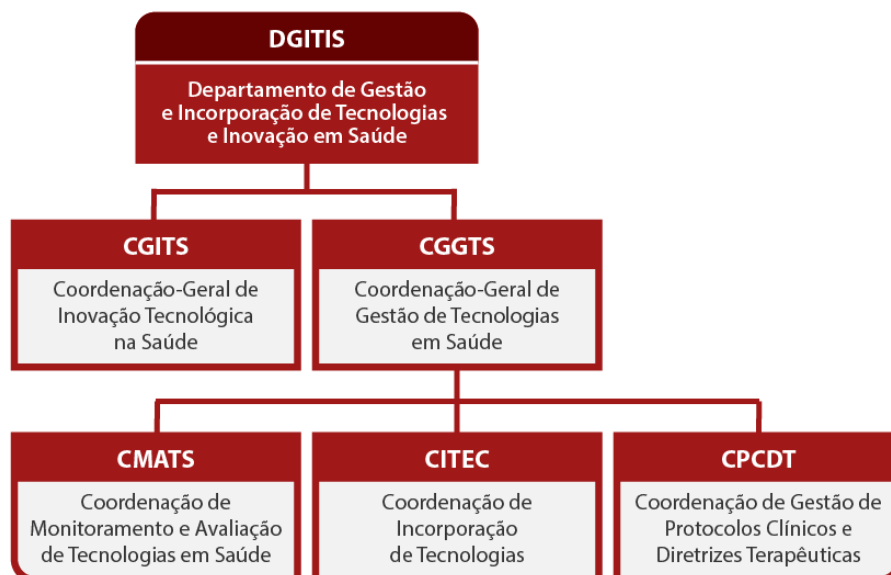 DGITIS
Departamento de Gestão
e Incorporação de Tecnologias
e Inovação em Saúde
CGITS
Coordenação-Geral de
Inovação Tecnológica
na Saúde
CGGTS
Coordenação-Geral de
Gestão de Tecnologias
em Saúde
CMATS
Coordenação de
Monitoramento e Avaliação
de Tecnologias em Saúde
CITEC
Coordenação de
Incorporação
de Tecnologias
CPCDT
Coordenação de Gestão de
Protocolos Clínicos e
Diretrizes Terapêuticas